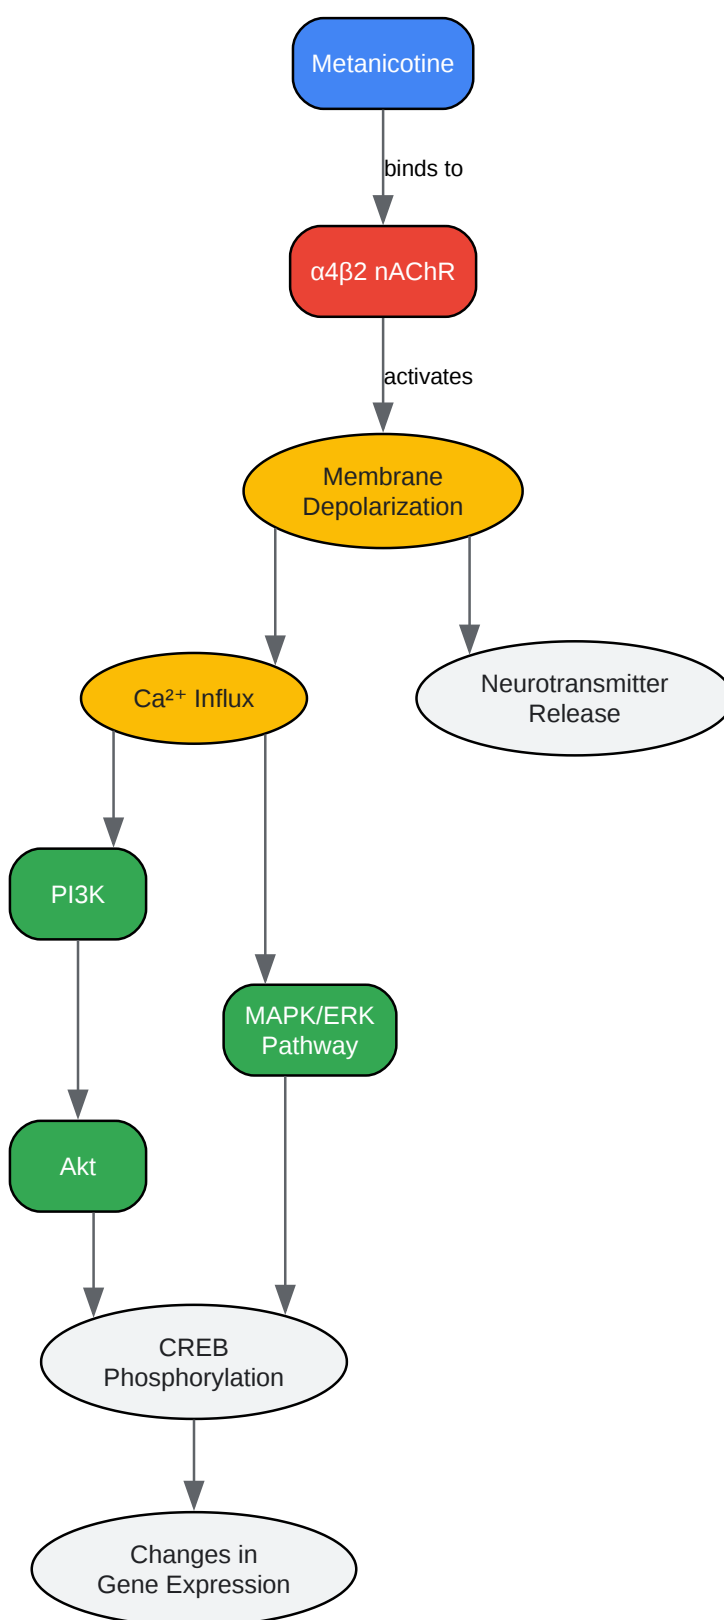 Metanicotine
binds to
α4β2 nAChR
activates
Membrane
Depolarization
Ca²⁺ Influx
Neurotransmitter
Release
PI3K
MAPK/ERK
Pathway
Akt
CREB
Phosphorylation
Changes in
Gene Expression